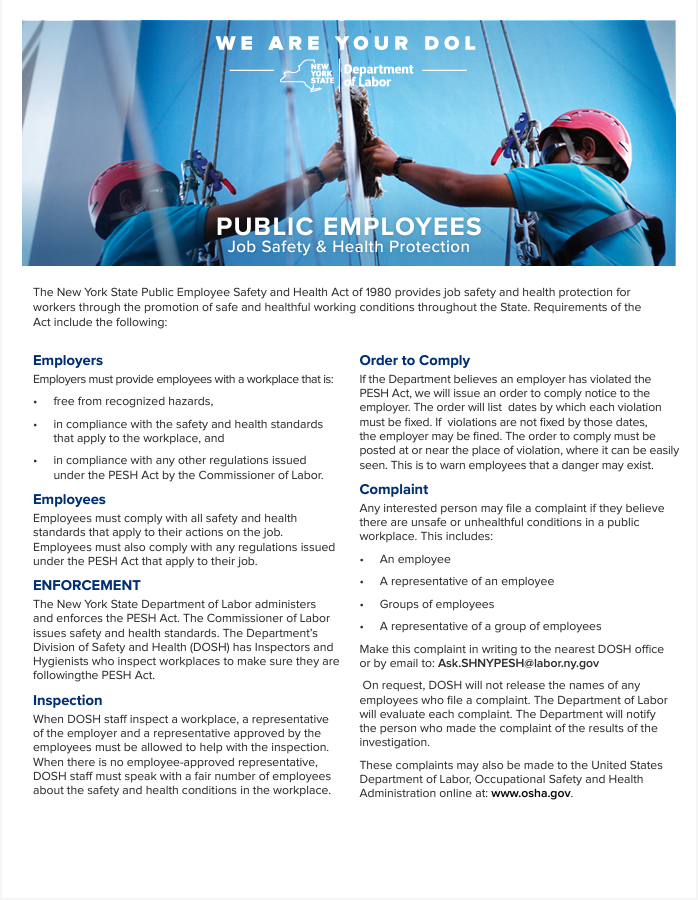 WE ARE YOUR DOL
NEW
YORK
STATE
Department
of Labor
PUBLIC EMPLOYEES
Job Safety & Health Protection
The New York State Public Employee Safety and Health Act of 1980 provides job safety and health protection for
workers through the promotion of safe and healthful working conditions throughout the State. Requirements of the
Act include the following:
Employers
Employers must provide employees with a workplace that is:
• free from recognized hazards,
• in compliance with the safety and health standards
that apply to the workplace, and
• in compliance with any other regulations issued
under the PESH Act by the Commissioner of Labor.
Employees
Employees must comply with all safety and health
standards that apply to their actions on the job.
Employees must also comply with any regulations issued
under the PESH Act that apply to their job.
ENFORCEMENT
The New York State Department of Labor administers
and enforces the PESH Act. The Commissioner of Labor
issues safety and health standards. The Department's
Division of Safety and Health (DOSH) has Inspectors and
Hygienists who inspect workplaces to make sure they are
followingthe PESH Act.
Inspection
When DOSH staff inspect a workplace, a representative
of the employer and a representative approved by the
employees must be allowed to help with the inspection.
When there is no employee-approved representative,
DOSH staff must speak with a fair number of employees
about the safety and health conditions in the workplace.
Order to Comply
If the Department believes an employer has violated the
PESH Act, we will issue an order to comply notice to the
employer. The order will list  dates by which each violation
must be fixed. If  violations are not fixed by those dates,
the employer may be fined. The order to comply must be
posted at or near the place of violation, where it can be easily
seen. This is to warn employees that a danger may exist.
Complaint
Any interested person may file a complaint if they believe
there are unsafe or unhealthful conditions in a public
workplace. This includes:
• An employee
• A representative of an employee
• Groups of employees
• A representative of a group of employees
Make this complaint in writing to the nearest DOSH office
or by email to: Ask.SHNYPESH@labor.ny.gov
On request, DOSH will not release the names of any
employees who file a complaint. The Department of Labor
will evaluate each complaint. The Department will notify
the person who made the complaint of the results of the
investigation.
These complaints may also be made to the United States
Department of Labor, Occupational Safety and Health
Administration online at: www.osha.gov.